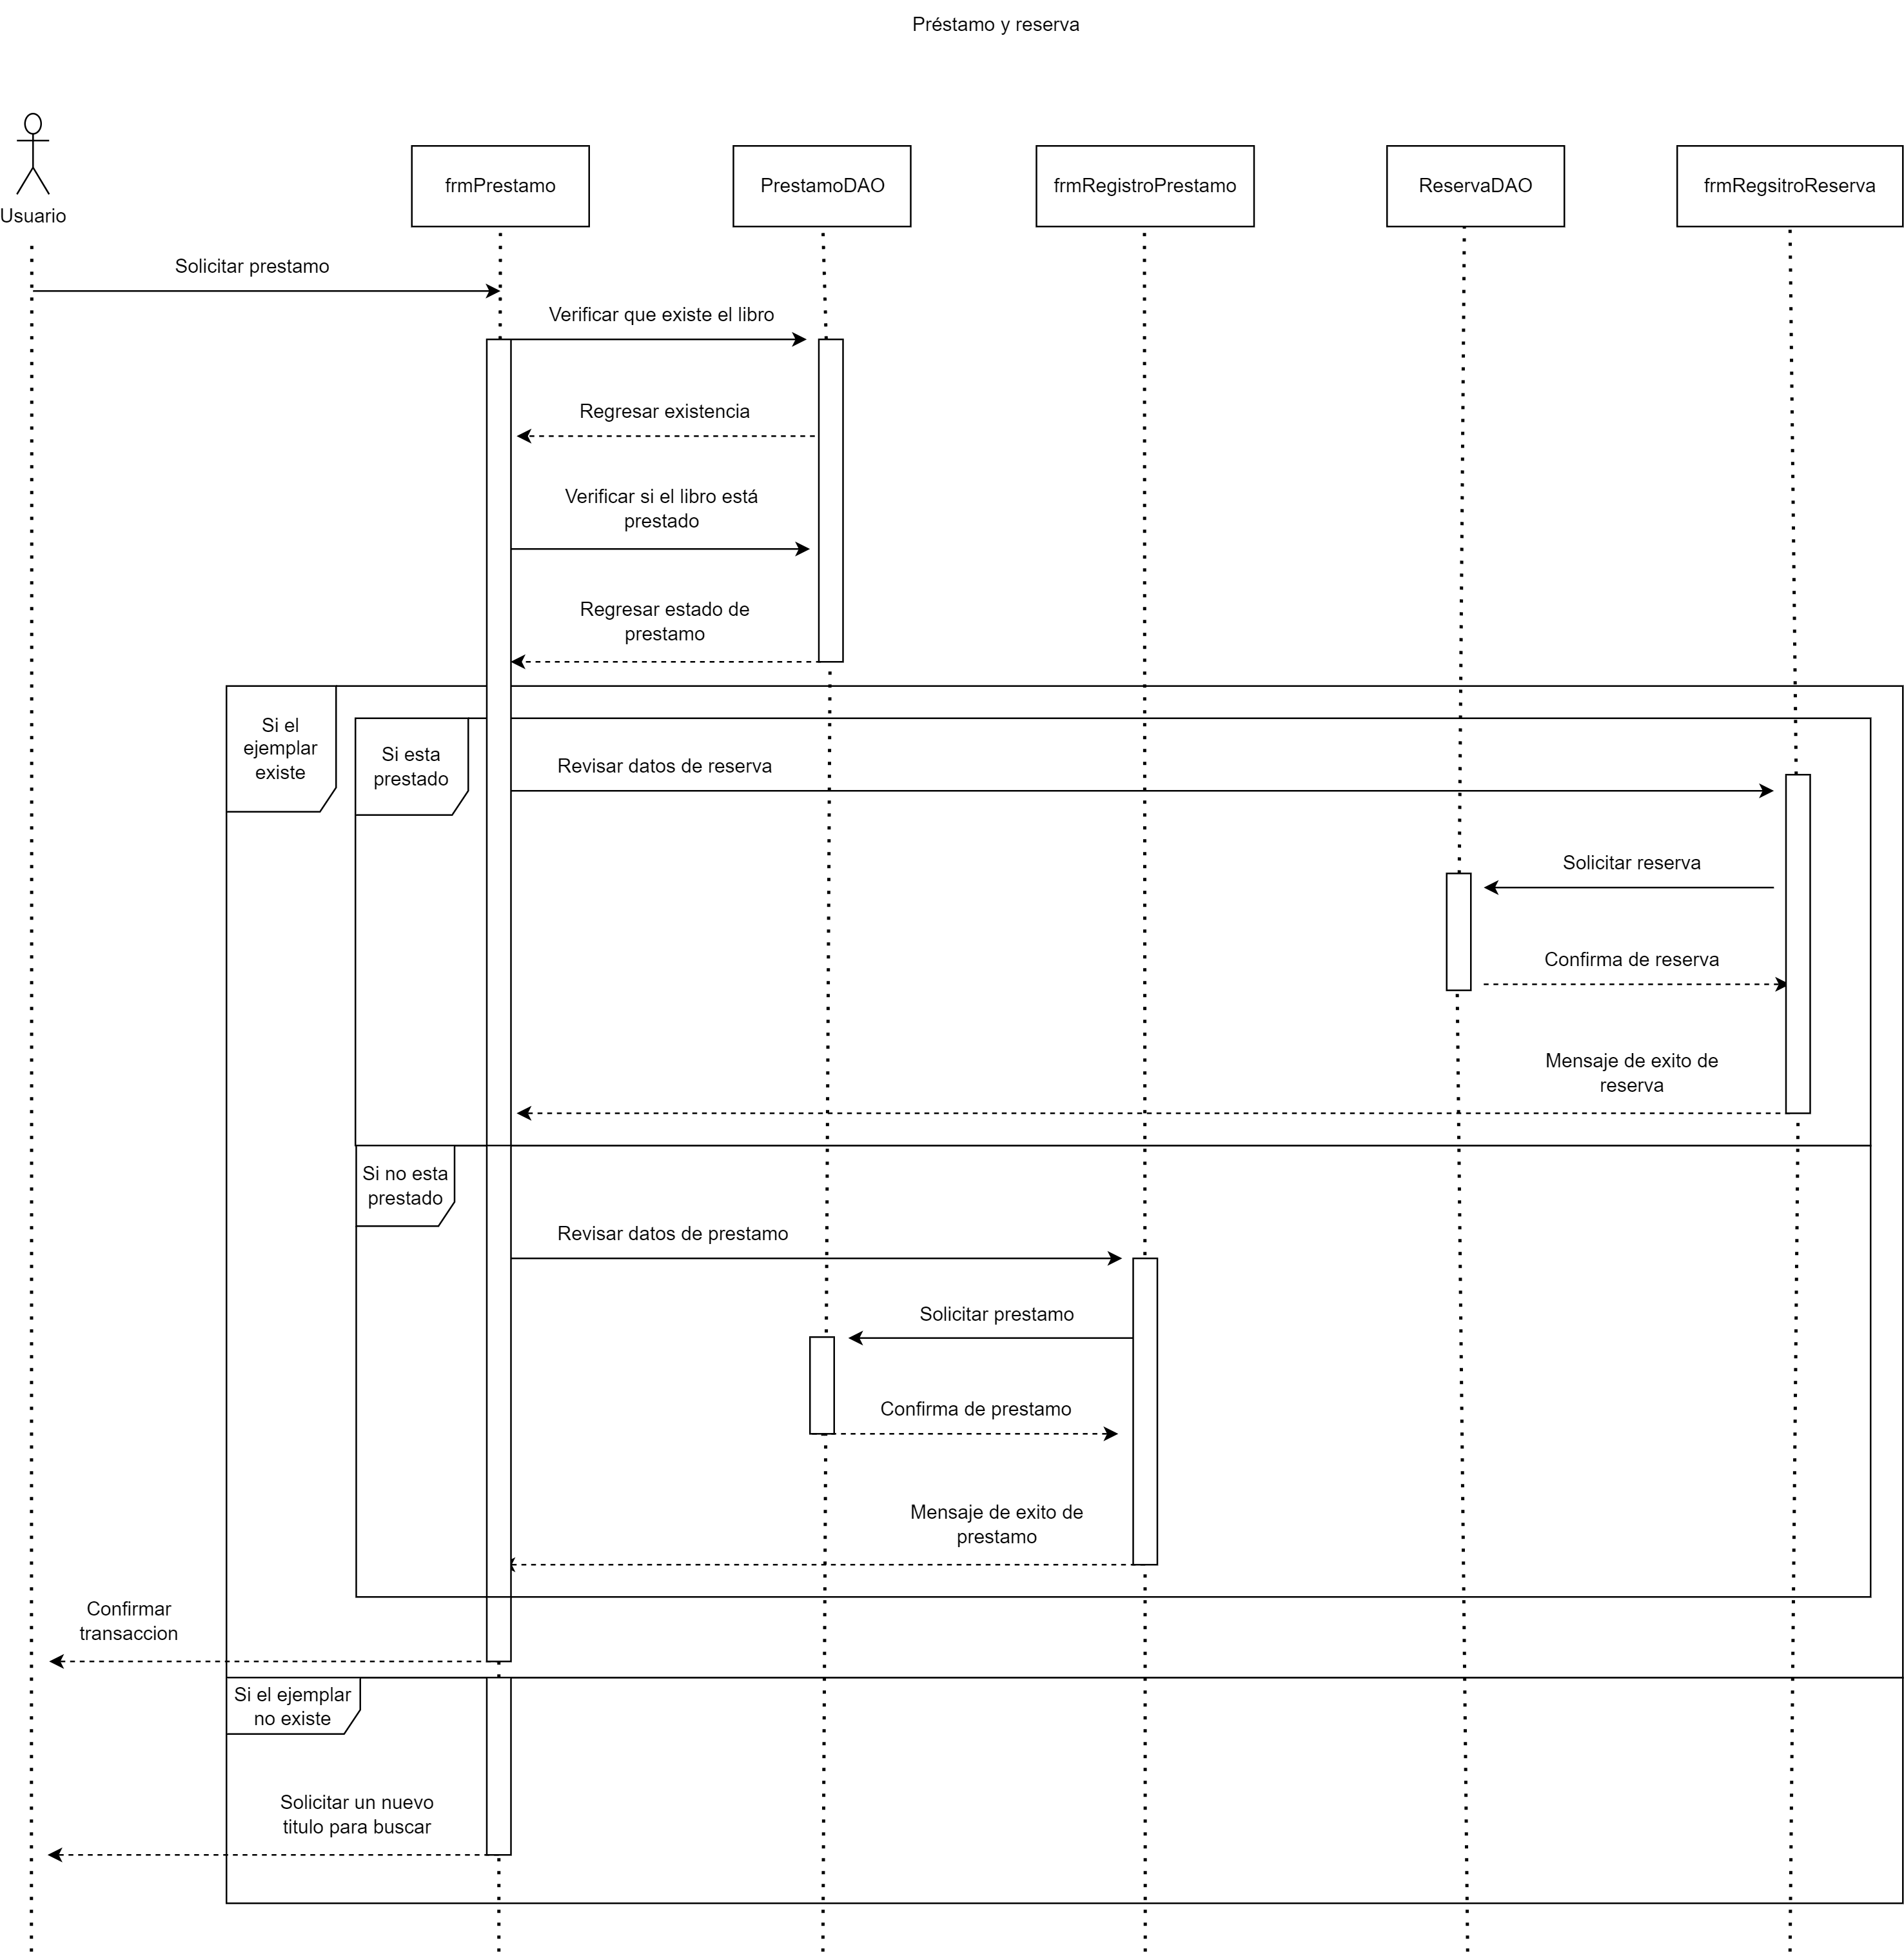 Préstamo y reserva
Usuario
frmPrestamo
PrestamoDAO
frmRegistroPrestamo
ReservaDAO
frmRegsitroReserva
Solicitar prestamo
Verificar que existe el libro
Regresar existencia
Verificar si el libro está
prestado
Regresar estado de
prestamo
Si el
ejemplar
existe
Si esta
prestado
Revisar datos de reserva
Solicitar reserva
Confirma de reserva
Mensaje de exito de
reserva
Si no esta
prestado
Revisar datos de prestamo
Solicitar prestamo
Confirma de prestamo
Mensaje de exito de
prestamo
Confirmar
transaccion
Si el ejemplar
no existe
Solicitar un nuevo
titulo para buscar